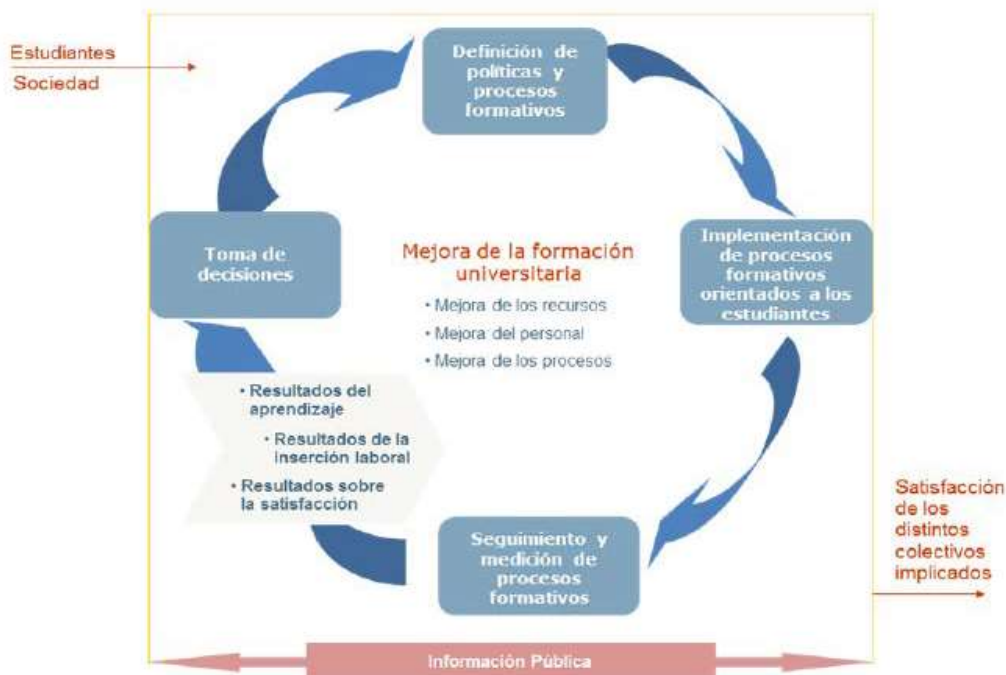 Estudiantes
Sociedad
Definición de
políticas y
procesos
formativos
Toma de
decisiones
Mejora de la formación
universitaria
• Mejora de los recursos
• Mejora del personal
• Mejora de los procesos
Implementación
de procesos
formativos
orientados a los
estudiantes
• Resultados del
aprendizaje
• Resultados de la
inserción laboral
• Resultados sobre
la satisfacción
Seguimiento y
medición de
procesos
formativos
Satisfacción
de los
distintos
colectivos
implicados
Información Pública